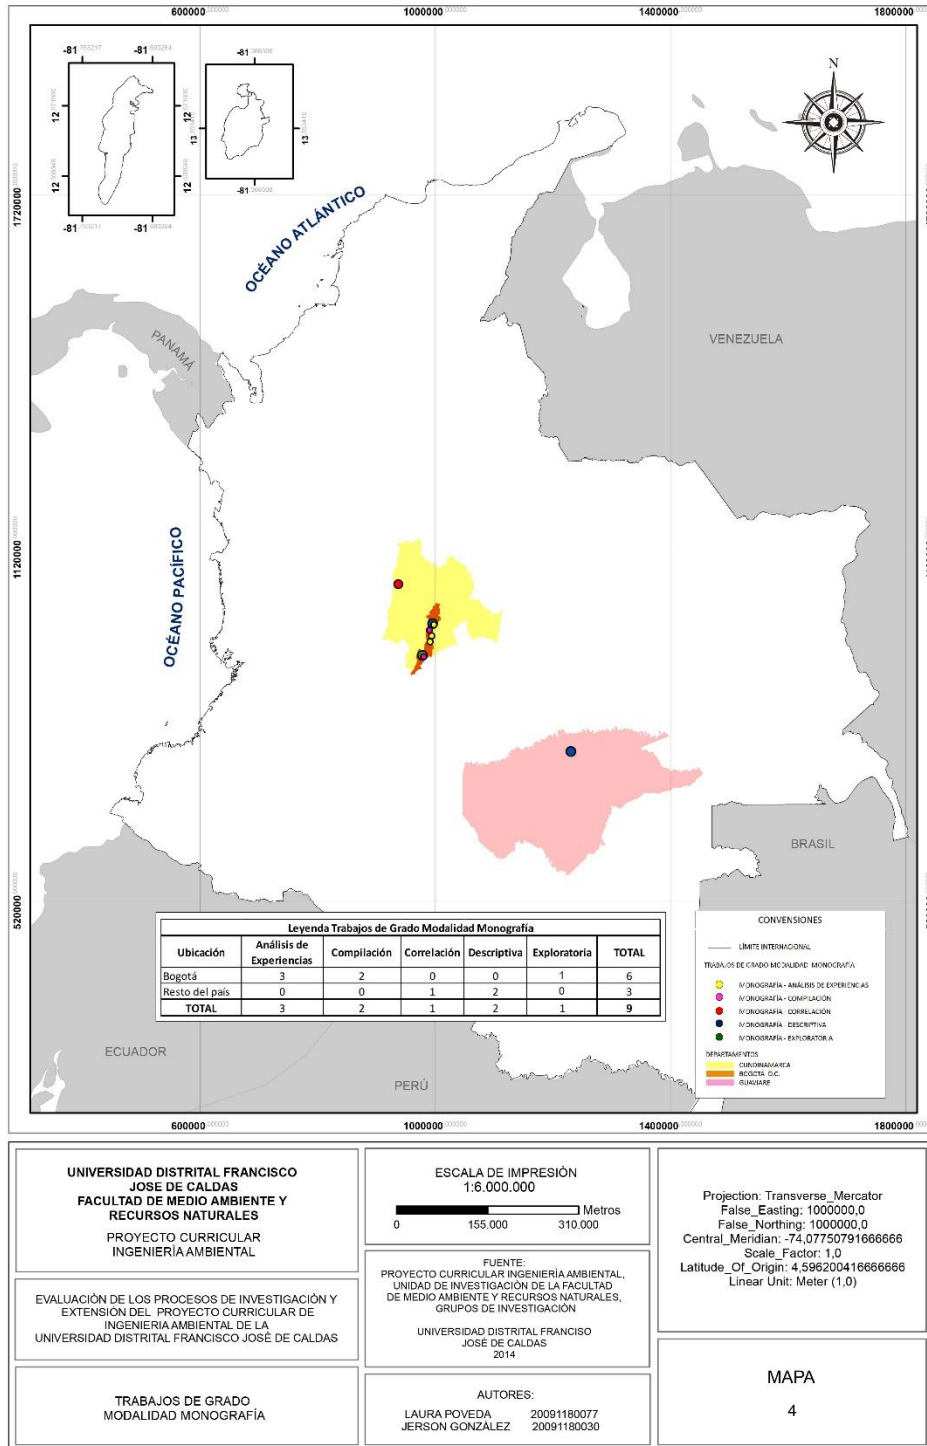 600000 1000000 1400000 1800000
-81 -81
-81
12
12
12
12
13
13
-81 -81
-81
N
1720000
1120000
520000
OCÉANO ATLÁNTICO
PANAMÁ
VENEZUELA
OCÉANO PACÍFICO
BRASIL
ECUADOR
PERÚ
Leyenda Trabajos de Grado Modalidad Monografía
Ubicación Análisis de Experiencias Compilación Correlación Descriptiva Exploratoria TOTAL
Bogotá 3 2 0 0 1 6
Resto del país 0 0 1 2 0 3
TOTAL 3 2 1 2 1 9
CONVENSIONES
LÍMITE INTERNACIONAL
TRABAJOS DE GRADO MODALIDAD MONOGRAFÍA
MONOGRAFÍA - ANÁLISIS DE EXPERIENCIAS
MONOGRAFÍA - COMPILACIÓN
MONOGRAFÍA - CORRELACIÓN
MONOGRAFÍA - DESCRIPTIVA
MONOGRAFÍA - EXPLORATORIA
DEPARTAMENTOS
CUNDINAMARCA
BOGOTÁ D.C.
GUAVIARE
600000 1000000 1400000 1800000
UNIVERSIDAD DISTRITAL FRANCISCO
JOSE DE CALDAS
FACULTAD DE MEDIO AMBIENTE Y
RECURSOS NATURALES
PROYECTO CURRICULAR
INGENIERÍA AMBIENTAL
EVALUACIÓN DE LOS PROCESOS DE INVESTIGACIÓN Y
EXTENSIÓN DEL PROYECTO CURRICULAR DE
INGENIERIA AMBIENTAL DE LA
UNIVERSIDAD DISTRITAL FRANCISCO JOSÉ DE CALDAS
TRABAJOS DE GRADO
MODALIDAD MONOGRAFÍA
ESCALA DE IMPRESIÓN
1:6.000.000
Metros
0 155.000 310.000
FUENTE:
PROYECTO CURRICULAR INGENIERÍA AMBIENTAL,
UNIDAD DE INVESTIGACIÓN DE LA FACULTAD
DE MEDIO AMBIENTE Y RECURSOS NATURALES,
GRUPOS DE INVESTIGACIÓN
UNIVERSIDAD DISTRITAL FRANCISO
JOSÉ DE CALDAS
2014
AUTORES:
LAURA POVEDA 20091180077
JERSON GONZÁLEZ 20091180030
Projection: Transverse_Mercator
False_Easting: 1000000,0
False_Northing: 1000000,0
Central_Meridian: -74,07750791666666
Scale_Factor: 1,0
Latitude_Of_Origin: 4,596200416666666
Linear Unit: Meter (1,0)
MAPA
4